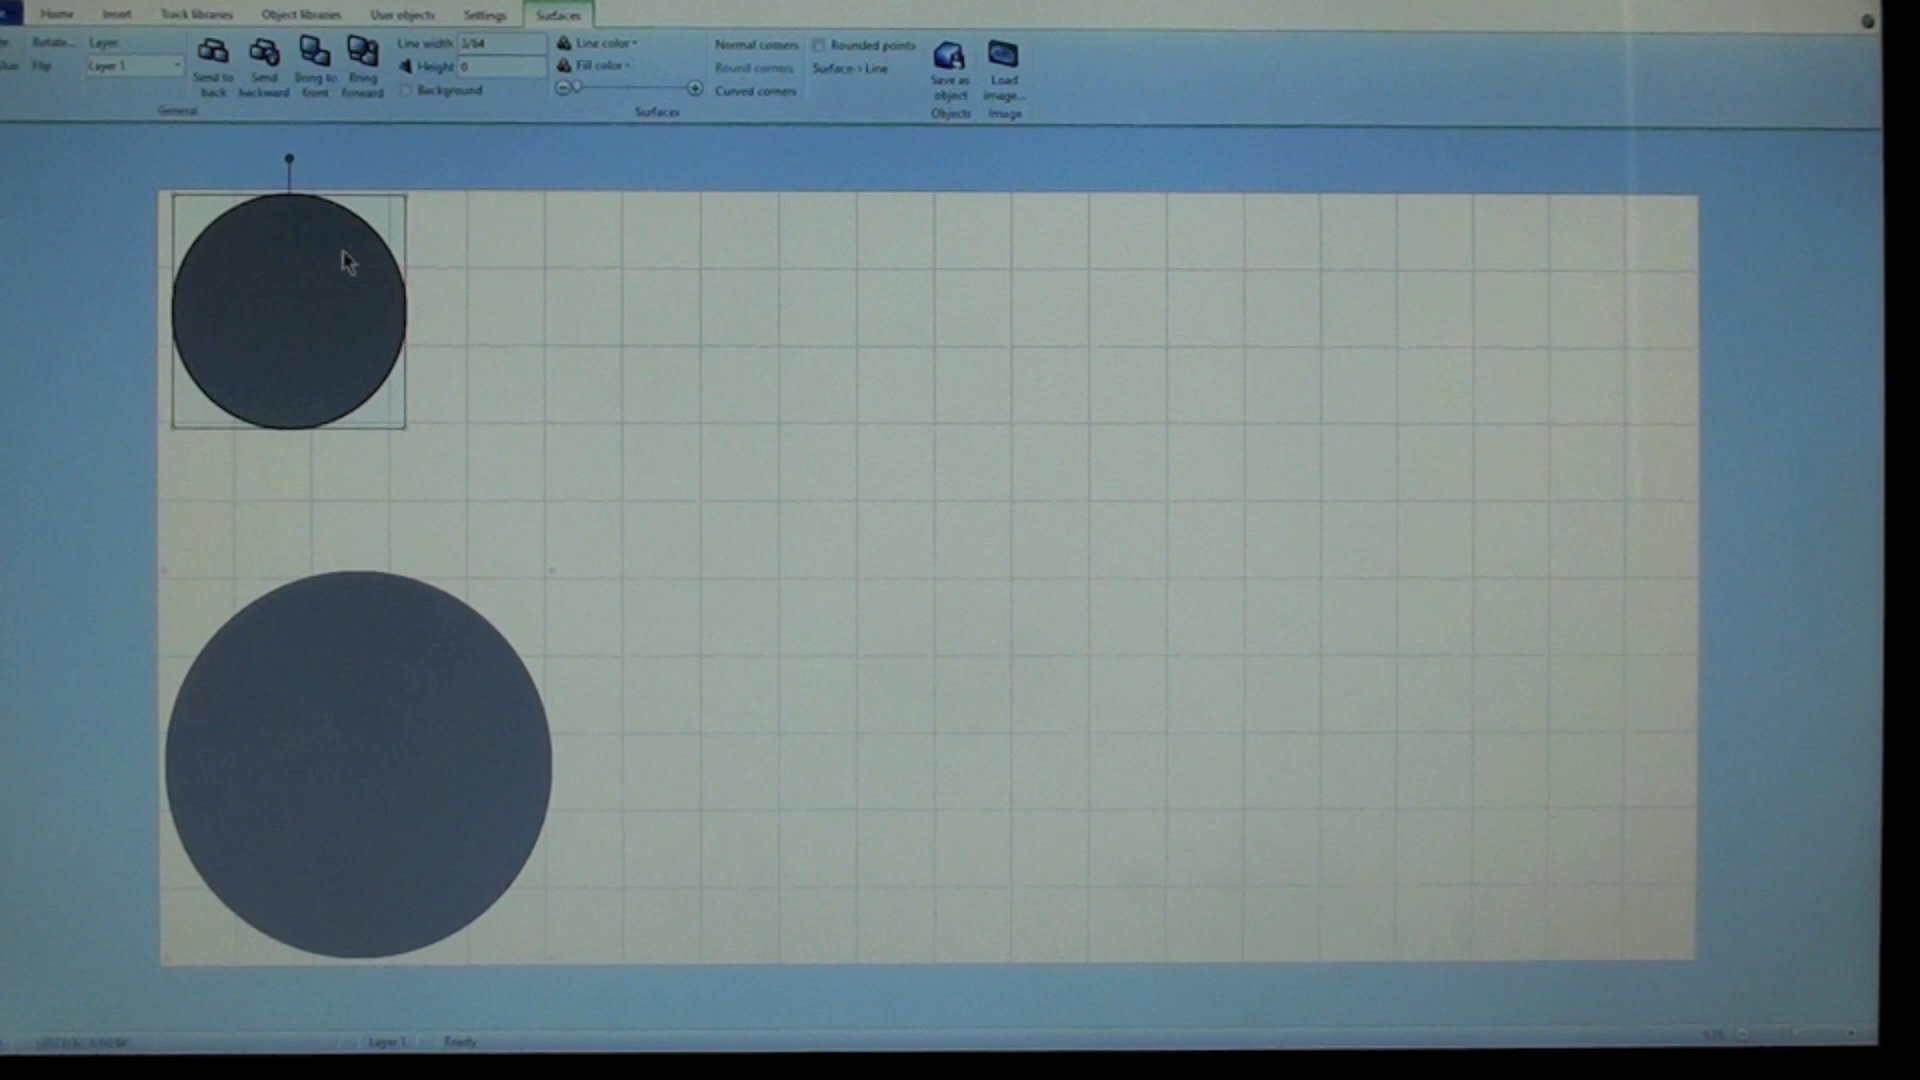 Home Insert Track libraries Object libraries User objects Settings Surfaces
Rotate... Layer: Line width 1/64 Line color Normal corners Rounded points
Flip Layer 1 Height 0 Fill color Round corners Surface-> Line
Send to back Send backward Bring to front Bring forward Background Curved corners Save as object Load image...
General Surfaces Objects Image
Layer 1 Ready